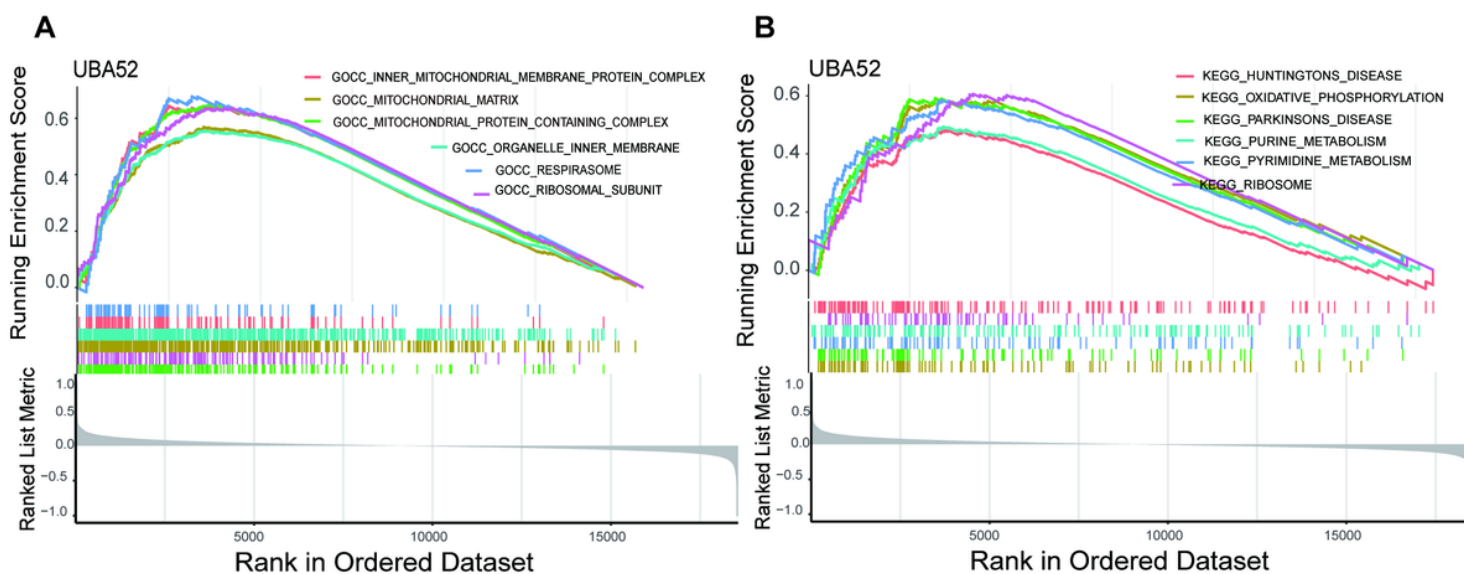 A
UBA52
Running Enrichment Score
0.6
0.4
0.2
0.0
GOCC_INNER_MITOCHONDRIAL_MEMBRANE_PROTEIN_COMPLEX
GOCC_MITOCHONDRIAL_MATRIX
GOCC_MITOCHONDRIAL_PROTEIN_CONTAINING_COMPLEX
GOCC_ORGANELLE_INNER_MEMBRANE
GOCC_RESPIRASOME
GOCC_RIBOSOMAL_SUBUNIT
Ranked List Metric
1.0
0.5
0.0
−0.5
−1.0
5000 10000 15000
Rank in Ordered Dataset
B
UBA52
Running Enrichment Score
0.6
0.4
0.2
0.0
KEGG_HUNTINGTONS_DISEASE
KEGG_OXIDATIVE_PHOSPHORYLATION
KEGG_PARKINSONS_DISEASE
KEGG_PURINE_METABOLISM
KEGG_PYRIMIDINE_METABOLISM
KEGG_RIBOSOME
Ranked List Metric
1.0
0.5
0.0
−0.5
−1.0
5000 10000 15000
Rank in Ordered Dataset